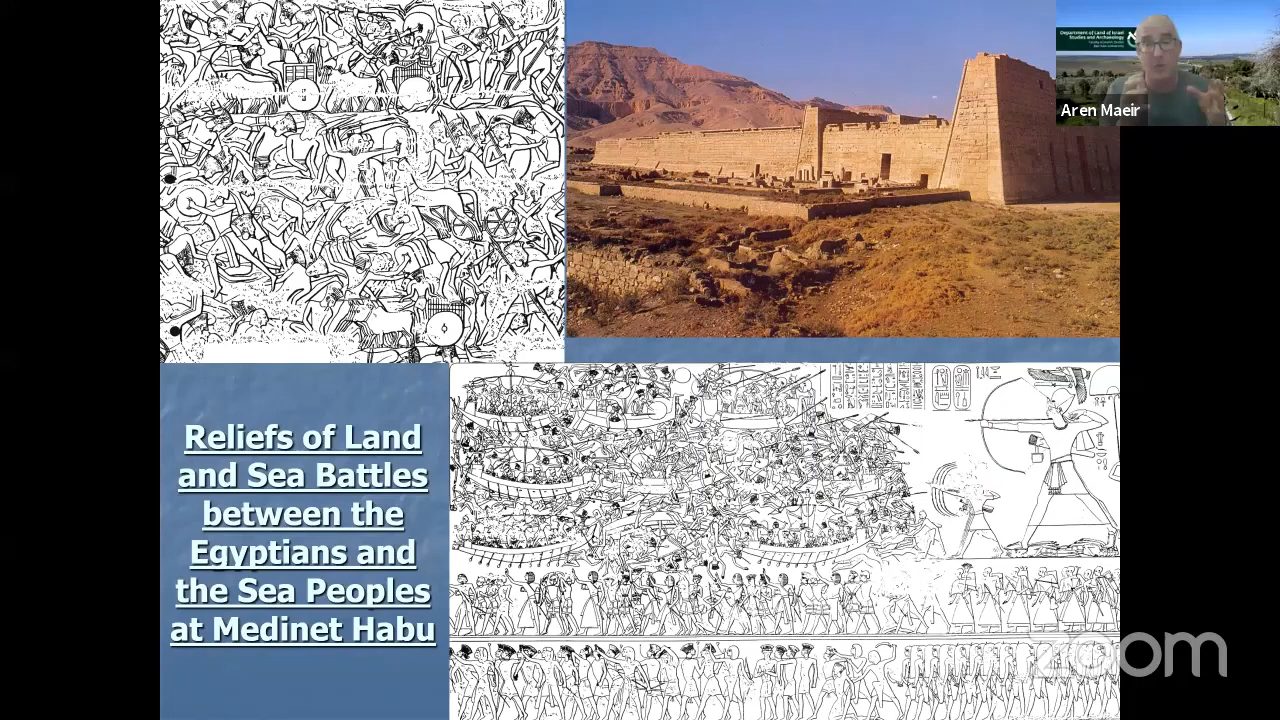 Department of Land of Israel
Studies and Archaeology
Aren Maeir
Reliefs of Land
and Sea Battles
between the
Egyptians and
the Sea Peoples
at Medinet Habu
zoom